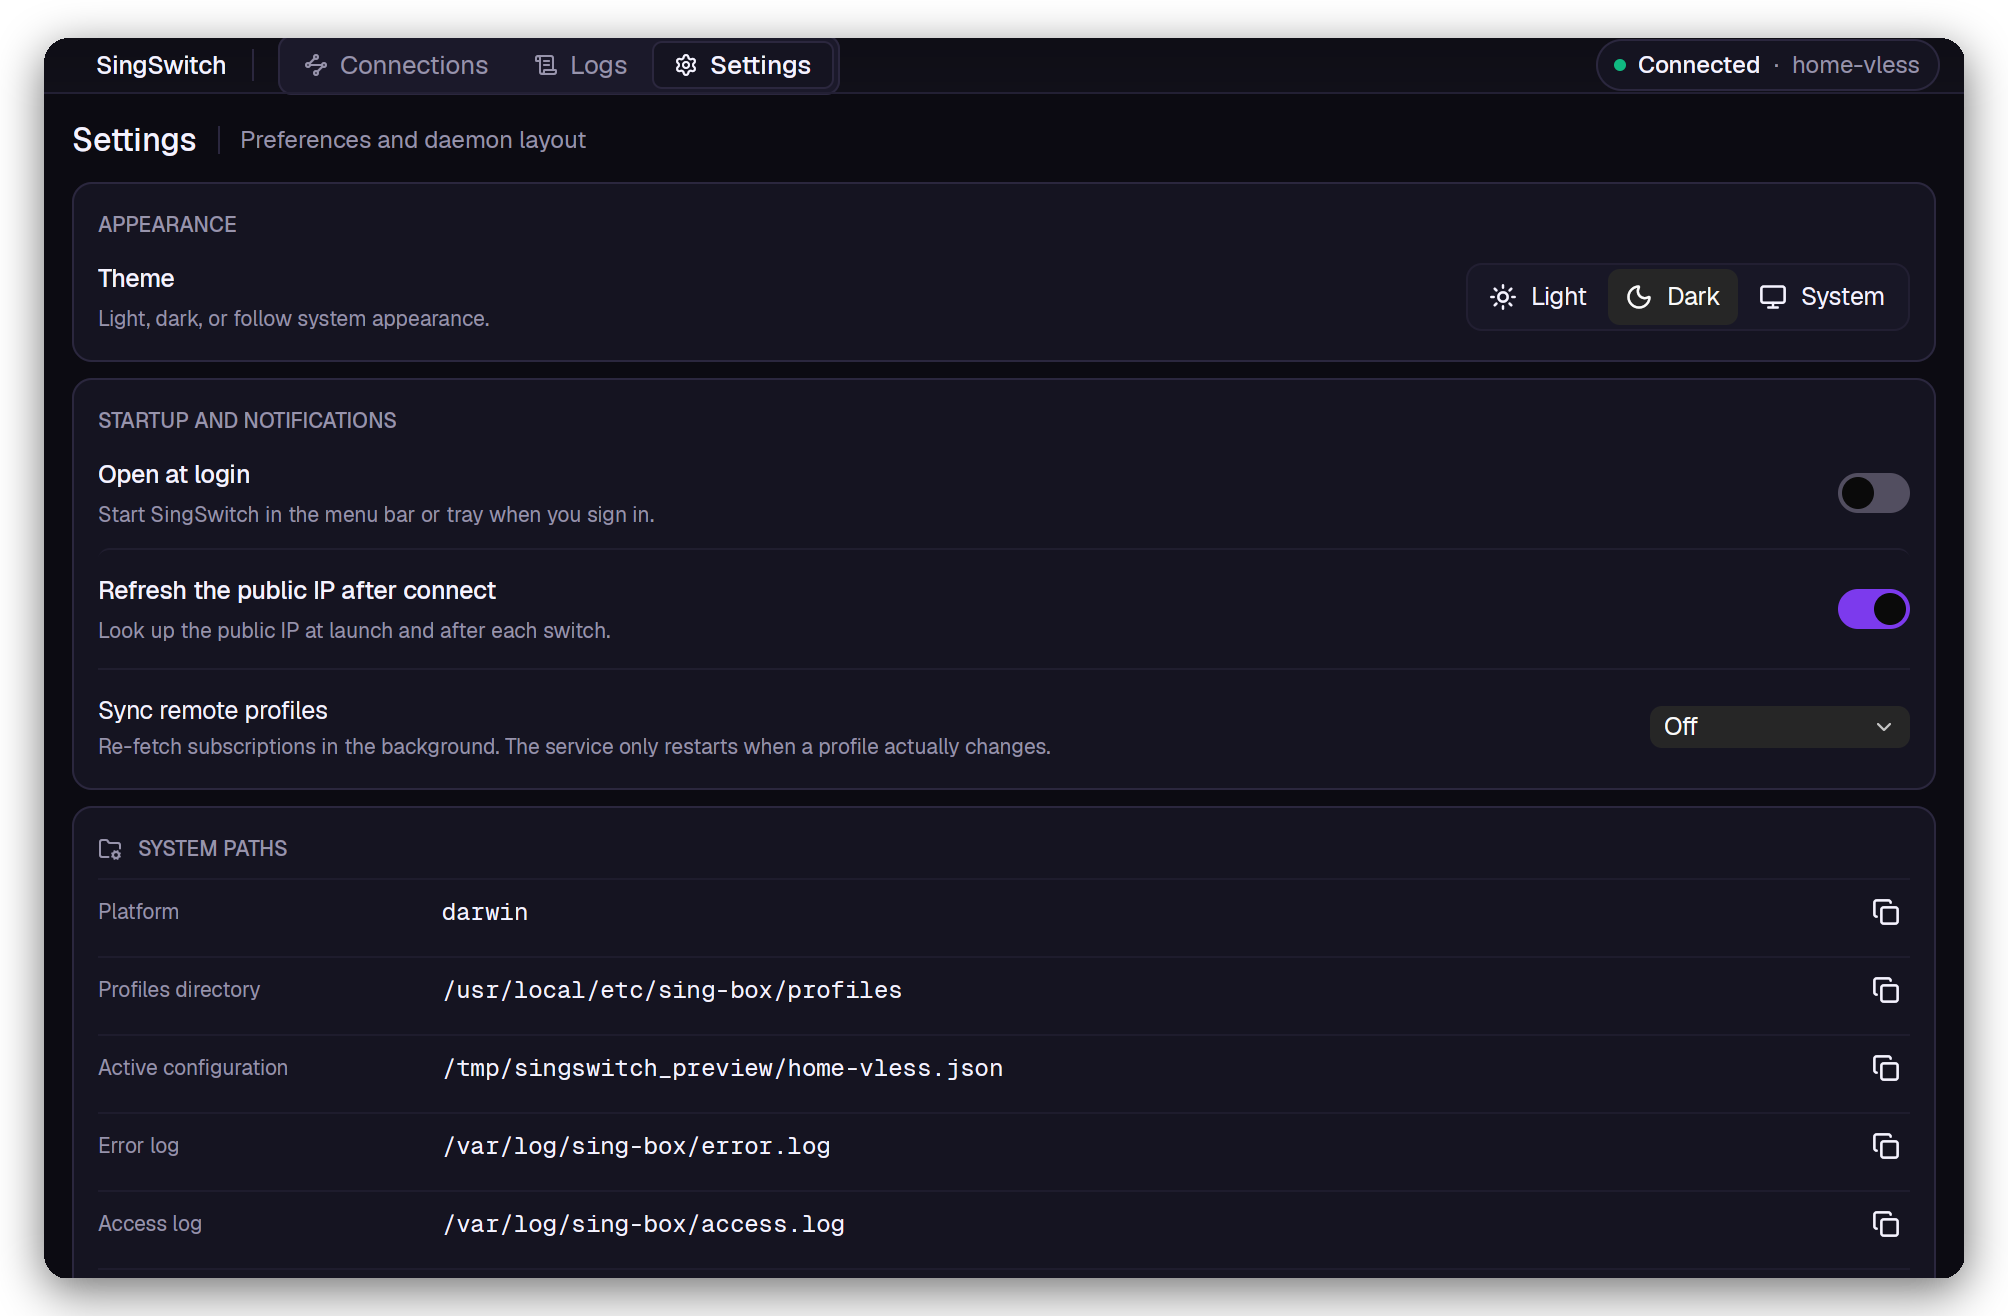 SingSwitch
Connections
Logs
Settings
Connected · home-vless
Settings
Preferences and daemon layout
APPEARANCE
Theme
Light, dark, or follow system appearance.
Light
Dark
System
STARTUP AND NOTIFICATIONS
Open at login
Start SingSwitch in the menu bar or tray when you sign in.
Refresh the public IP after connect
Look up the public IP at launch and after each switch.
Sync remote profiles
Re-fetch subscriptions in the background. The service only restarts when a profile actually changes.
Off
SYSTEM PATHS
Platform
darwin
Profiles directory
/usr/local/etc/sing-box/profiles
Active configuration
/tmp/singswitch_preview/home-vless.json
Error log
/var/log/sing-box/error.log
Access log
/var/log/sing-box/access.log